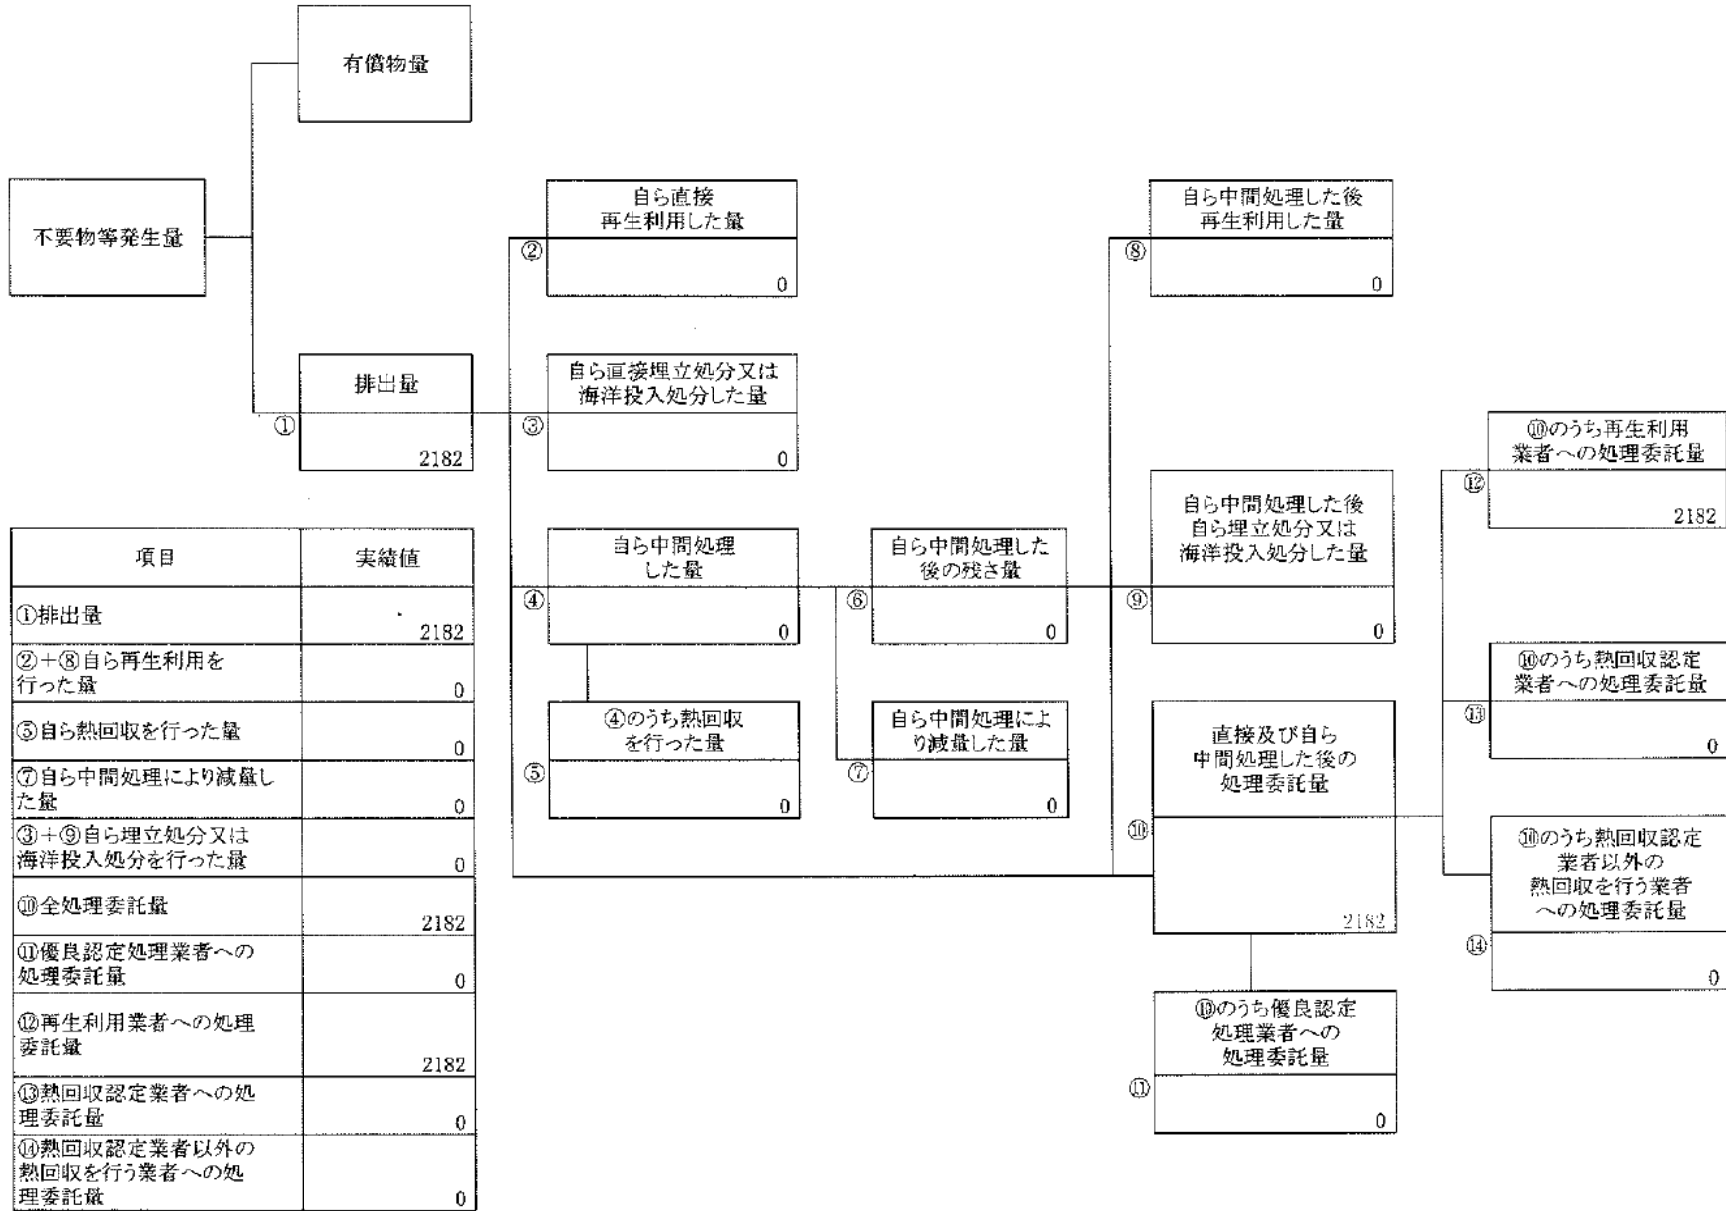 有償物量
不要物等発生量
自ら直接
再生利用した量
②
0
自ら中間処理した後
再生利用した量
⑧
0
排出量
①
2182
自ら直接埋立処分又は
海洋投入処分した量
③
0
⑩のうち再生利用
業者への処理委託量
⑫
2182
自ら中間処理
した量
④
0
自ら中間処理した
後の残さ量
⑥
0
自ら中間処理した後
自ら埋立処分又は
海洋投入処分した量
⑨
0
④のうち熱回収
を行った量
⑤
0
自ら中間処理によ
り減量した量
⑦
0
直接及び自ら
中間処理した後の
処理委託量
⑩
2182
⑩のうち熱回収認定
業者への処理委託量
⑬
0
⑩のうち熱回収認定
業者以外の
熱回収を行う業者
への処理委託量
⑭
0
⑩のうち優良認定
処理業者への
処理委託量
⑪
0
項目 実績値
①排出量
2182
②+⑧自ら再生利用を
行った量 0
⑤自ら熱回収を行った量
0
⑦自ら中間処理により減量し
た量 0
③+⑨自ら埋立処分又は
海洋投入処分を行った量 0
⑩全処理委託量
2182
⑪優良認定処理業者への
処理委託量 0
⑫再生利用業者への処理
委託量
2182
⑬熱回収認定業者への処
理委託量 0
⑭熱回収認定業者以外の
熱回収を行う業者への処
理委託量 0